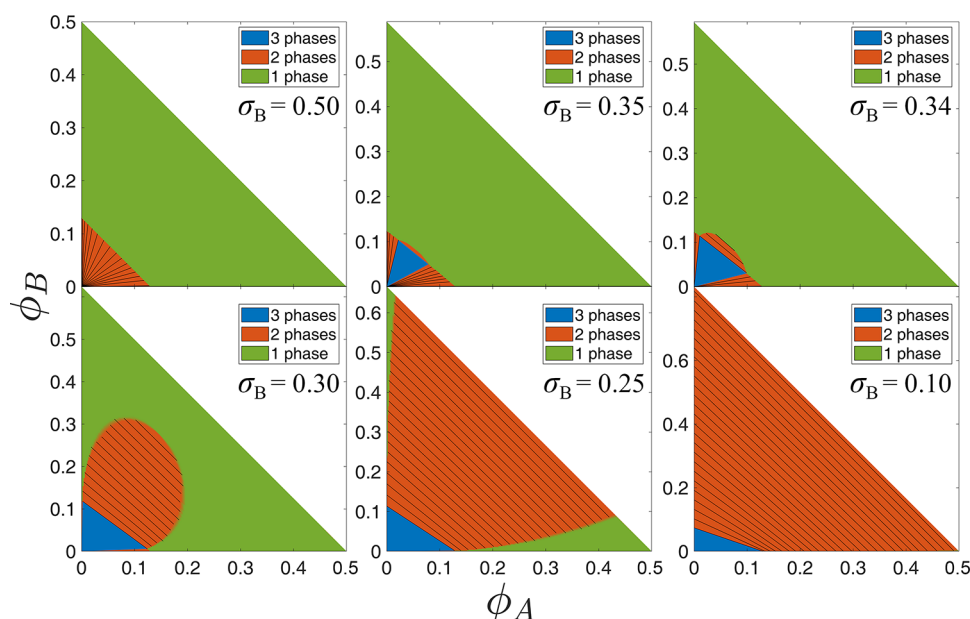 0.5
0.4
0.3
0.2
0.1
0
3 phases
2 phases
1 phase
σB = 0.50
0.5
0.4
0.3
0.2
0.1
0
3 phases
2 phases
1 phase
σB = 0.35
0.5
0.4
0.3
0.2
0.1
0
3 phases
2 phases
1 phase
σB = 0.34
ϕB
0.5
0.4
0.3
0.2
0.1
0
3 phases
2 phases
1 phase
σB = 0.30
0 0.1 0.2 0.3 0.4 0.5
0.6
0.5
0.4
0.3
0.2
0.1
0
3 phases
2 phases
1 phase
σB = 0.25
0 0.1 0.2 0.3 0.4 0.5
0.6
0.4
0.2
0
3 phases
2 phases
1 phase
σB = 0.10
0 0.1 0.2 0.3 0.4 0.5
ϕA